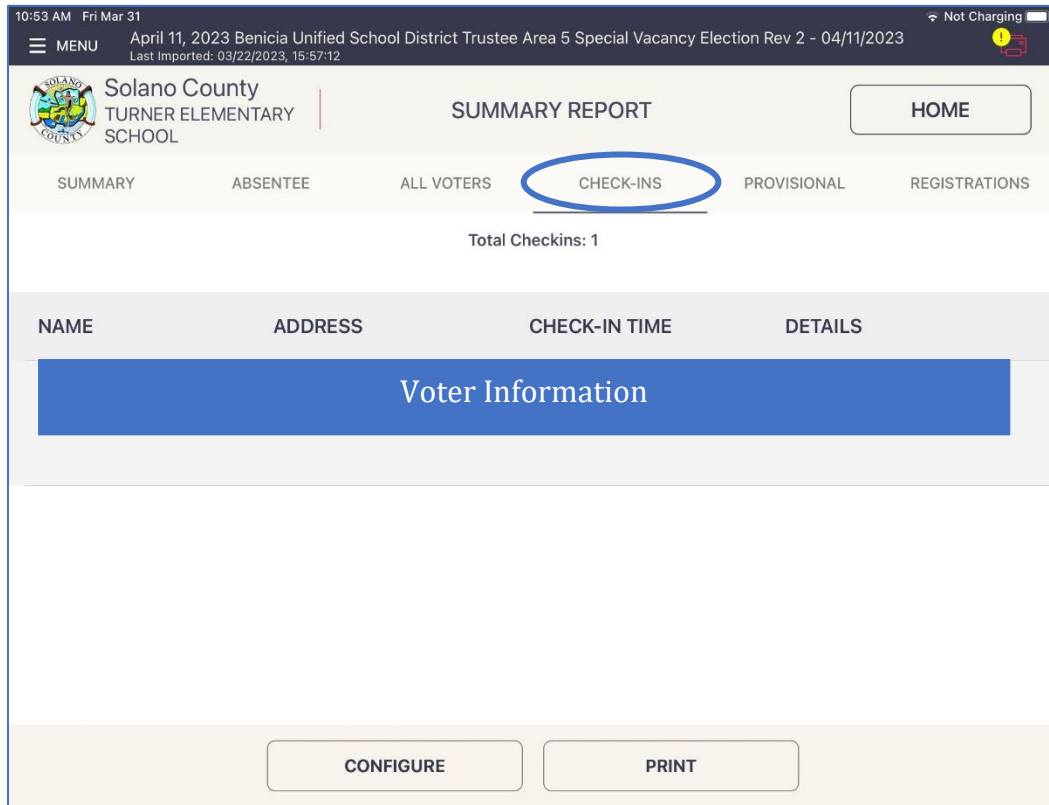 10:53 AM Fri Mar 31
Not Charging
MENU
April 11, 2023 Benicia Unified School District Trustee Area 5 Special Vacancy Election Rev 2 - 04/11/2023
Last Imported: 03/22/2023, 15:57:12
!
SOLANO
COUNTY
Solano County
TURNER ELEMENTARY
SCHOOL
SUMMARY REPORT
HOME
SUMMARY ABSENTEE ALL VOTERS CHECK-INS PROVISIONAL REGISTRATIONS
Total Checkins: 1
NAME ADDRESS CHECK-IN TIME DETAILS
Voter Information
CONFIGURE PRINT